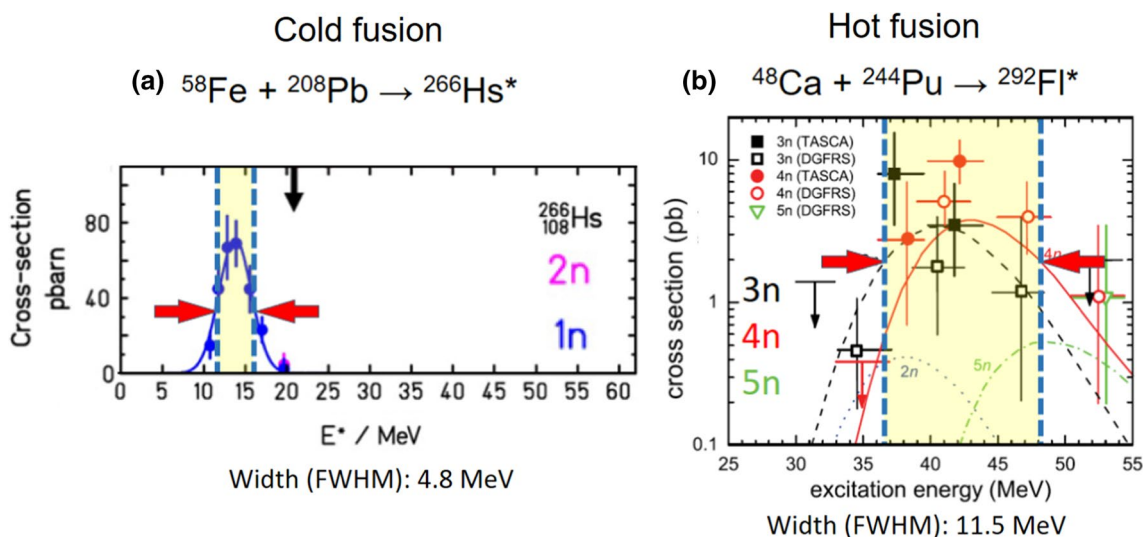 Cold fusion
(a) ⁵⁸Fe + ²⁰⁸Pb → ²⁶⁶Hs*
Cross-section
pbarn
80
40
0
0 5 10 15 20 25 30 35 40 45 50 55 60
E* / MeV
²⁶⁶₁₀₈Hs
2n
1n
Width (FWHM): 4.8 MeV
Hot fusion
(b) ⁴⁸Ca + ²⁴⁴Pu → ²⁹²Fl*
3n (TASCA)
3n (DGFRS)
4n (TASCA)
4n (DGFRS)
5n (DGFRS)
cross section (pb)
10
1
0.1
3n
4n
5n
2n
5n
4n
25 30 35 40 45 50 55
excitation energy (MeV)
Width (FWHM): 11.5 MeV